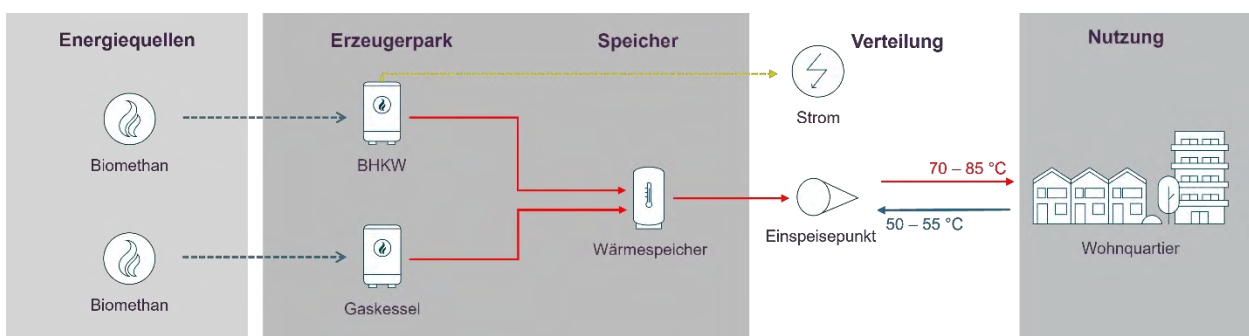 Energiequellen
Erzeugerpark
Speicher
Verteilung
Nutzung
Strom
Biomethan
BHKW
70 – 85 °C
50 – 55 °C
Wärmespeicher
Einspeisepunkt
Wohnquartier
Biomethan
Gaskessel